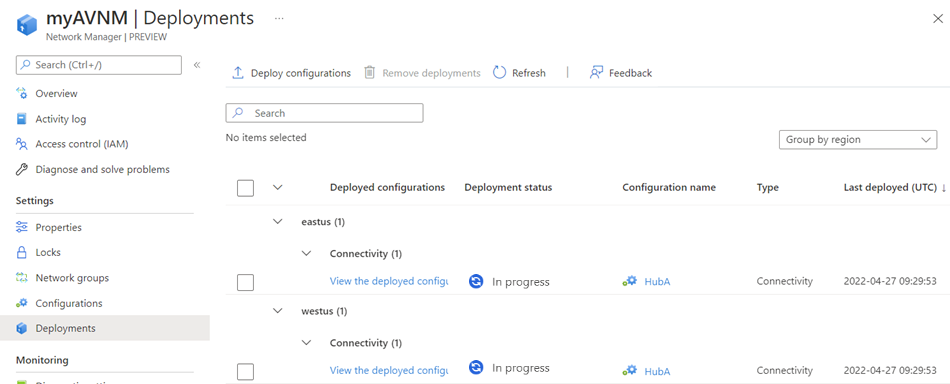 myAVNM | Deployments ...
Network Manager | PREVIEW
Search (Ctrl+/)
«
Overview
Activity log
Access control (IAM)
Diagnose and solve problems
Settings
Properties
Locks
Network groups
Configurations
Deployments
Monitoring
Deploy configurations Remove deployments Refresh | Feedback
Search
No items selected
Group by region
Deployed configurations Deployment status Configuration name Type Last deployed (UTC) ↓
eastus (1)
Connectivity (1)
View the deployed configu In progress HubA Connectivity 2022-04-27 09:29:53
westus (1)
Connectivity (1)
View the deployed configu In progress HubA Connectivity 2022-04-27 09:29:53